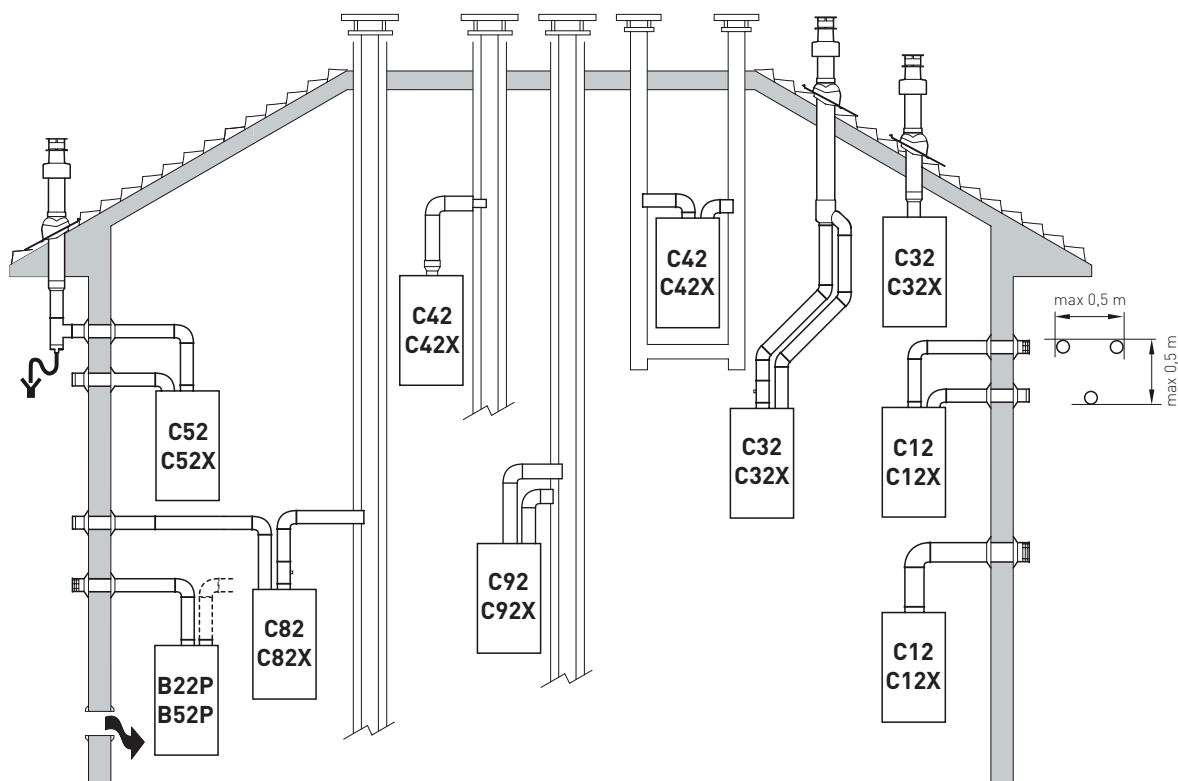 C42
C42X
C42
C42X
C32
C32X
max 0,5 m
max 0,5 m
C52
C52X
C32
C32X
C12
C12X
C92
C92X
C82
C82X
B22P
B52P
C12
C12X